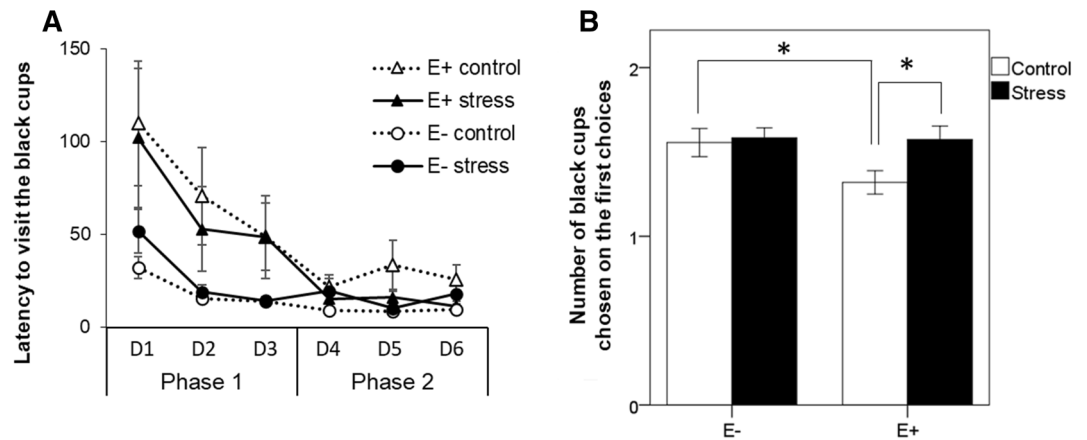 A
Latency to visit the black cups
150
100
50
0
E+ control
E+ stress
E- control
E- stress
D1 D2 D3 D4 D5 D6
Phase 1 Phase 2
B
Number of black cups
chosen on the first choices
2
1
0
*
*
Control
Stress
E- E+